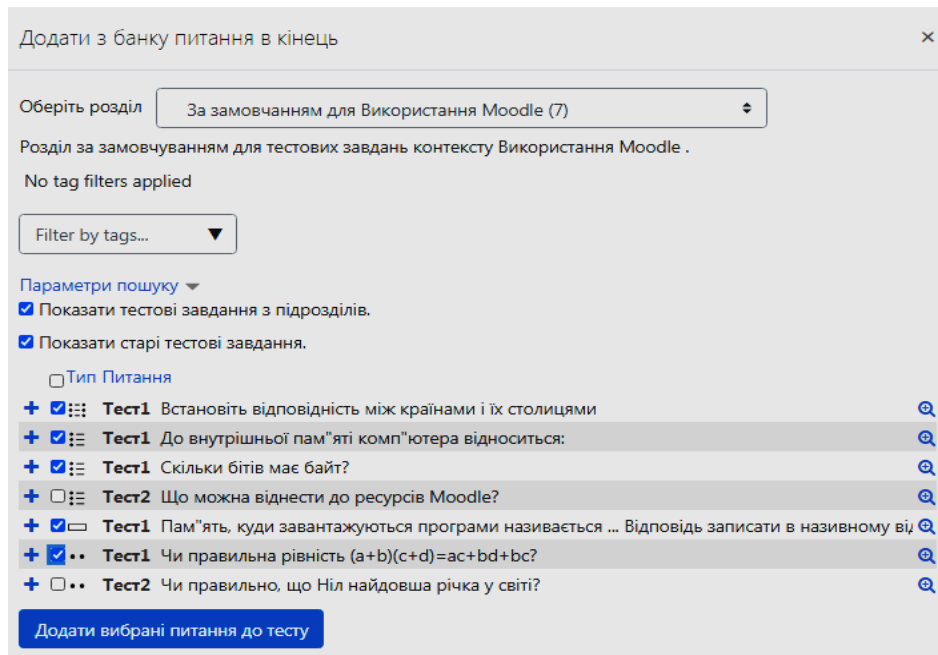 Додати з банку питання в кінець
Оберіть розділ За замовчанням для Використання Moodle (7)
Розділ за замовчуванням для тестових завдань контексту Використання Moodle .
No tag filters applied
Filter by tags...
Параметри пошуку
Показати тестові завдання з підрозділів.
Показати старі тестові завдання.
Тип Питання
Тест1 Встановіть відповідність між країнами і їх столицями
Тест1 До внутрішньої пам"яті комп"ютера відноситься:
Тест1 Скільки бітів має байт?
Тест2 Що можна віднести до ресурсів Moodle?
Тест1 Пам"ять, куди завантажуються програми називається ... Відповідь записати в називному від
Тест1 Чи правильна рівність (a+b)(c+d)=ac+bd+bc?
Тест2 Чи правильно, що Ніл найдовша річка у світі?
Додати вибрані питання до тесту